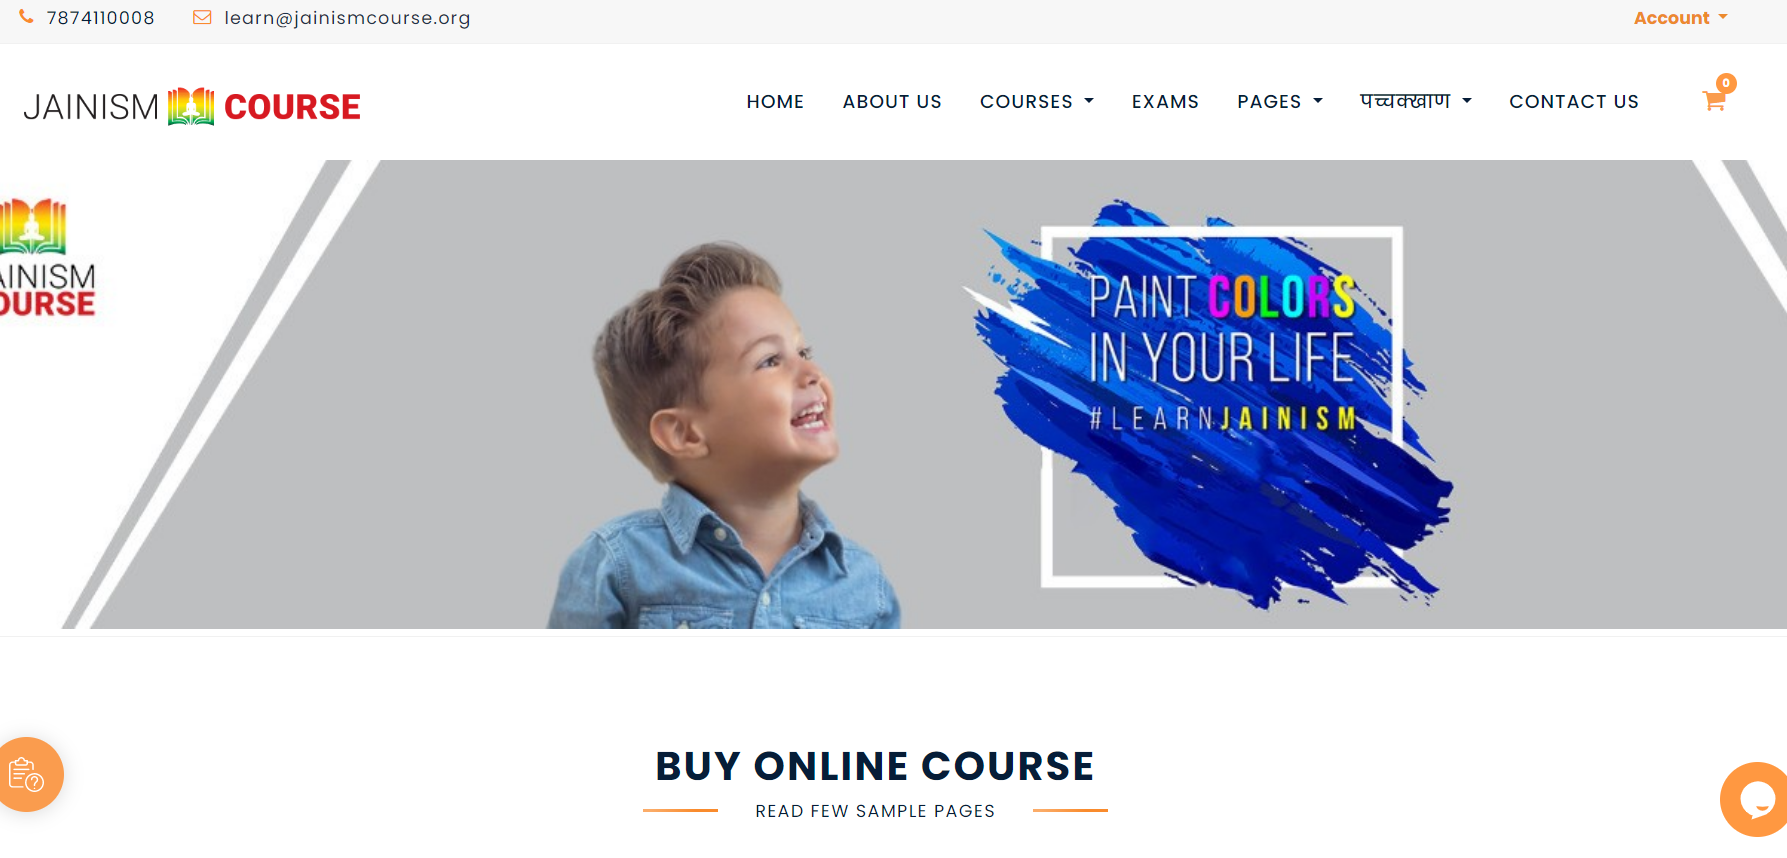 7874110008 learn@jainismcourse.org Account
JAINISM COURSE
HOME ABOUT US COURSES EXAMS PAGES पच्चक्खाण CONTACT US 0
AINISM
OURSE
PAINT COLORS
IN YOUR LIFE
#LEARNJAINISM
BUY ONLINE COURSE
READ FEW SAMPLE PAGES